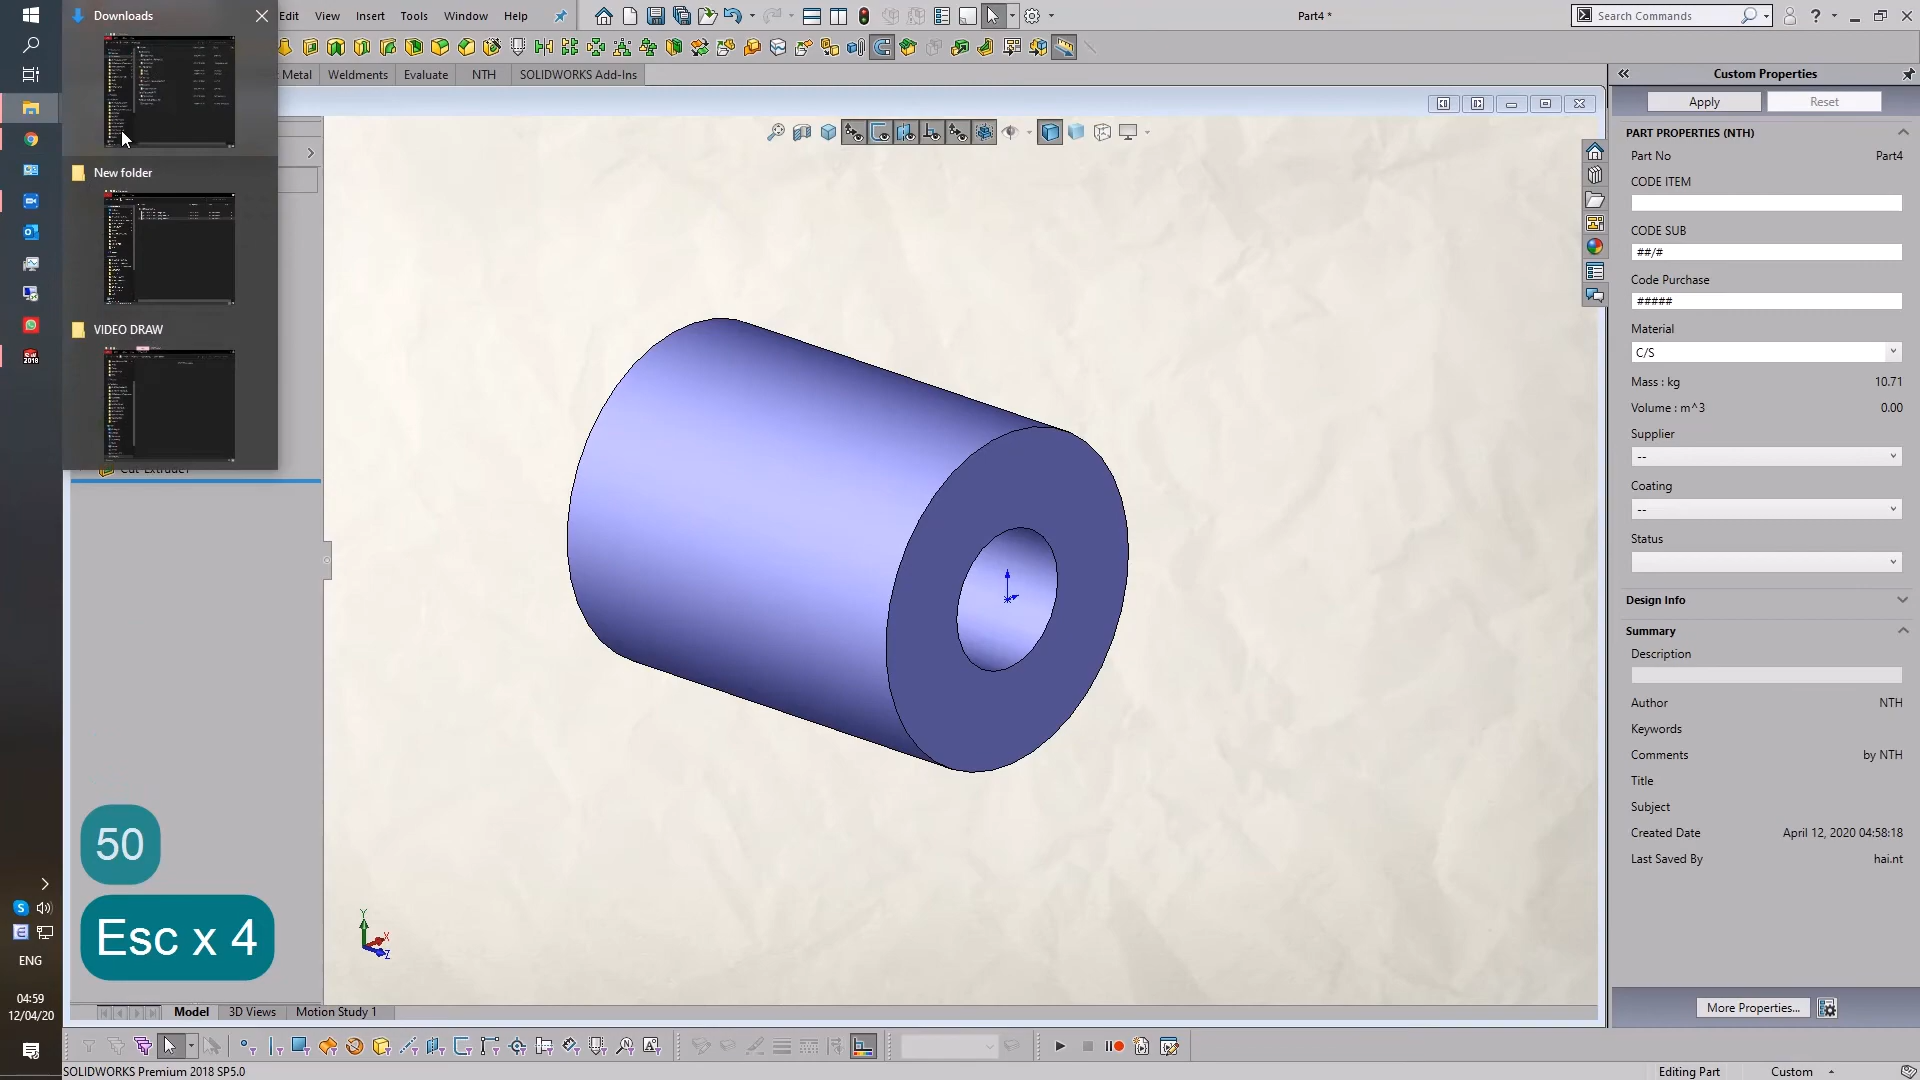 Downloads
Edit View Insert Tools Window Help
Part4 *
Search Commands
Metal Weldments Evaluate NTH SOLIDWORKS Add-Ins
New folder
VIDEO DRAW
Cut-Extrude1
Custom Properties
Apply
Reset
PART PROPERTIES (NTH)
Part No Part4
CODE ITEM
CODE SUB
##/#
Code Purchase
#####
Material
C/S
Mass : kg 10.71
Volume : m^3 0.00
Supplier
--
Coating
--
Status
Design Info
Summary
Description
Author NTH
Keywords
Comments by NTH
Title
Subject
Created Date April 12, 2020 04:58:18
Last Saved By hai.nt
More Properties...
50
Esc x 4
Y
X
Z
2018
ENG
04:59
12/04/20
Model 3D Views Motion Study 1
SOLIDWORKS Premium 2018 SP5.0
Editing Part Custom